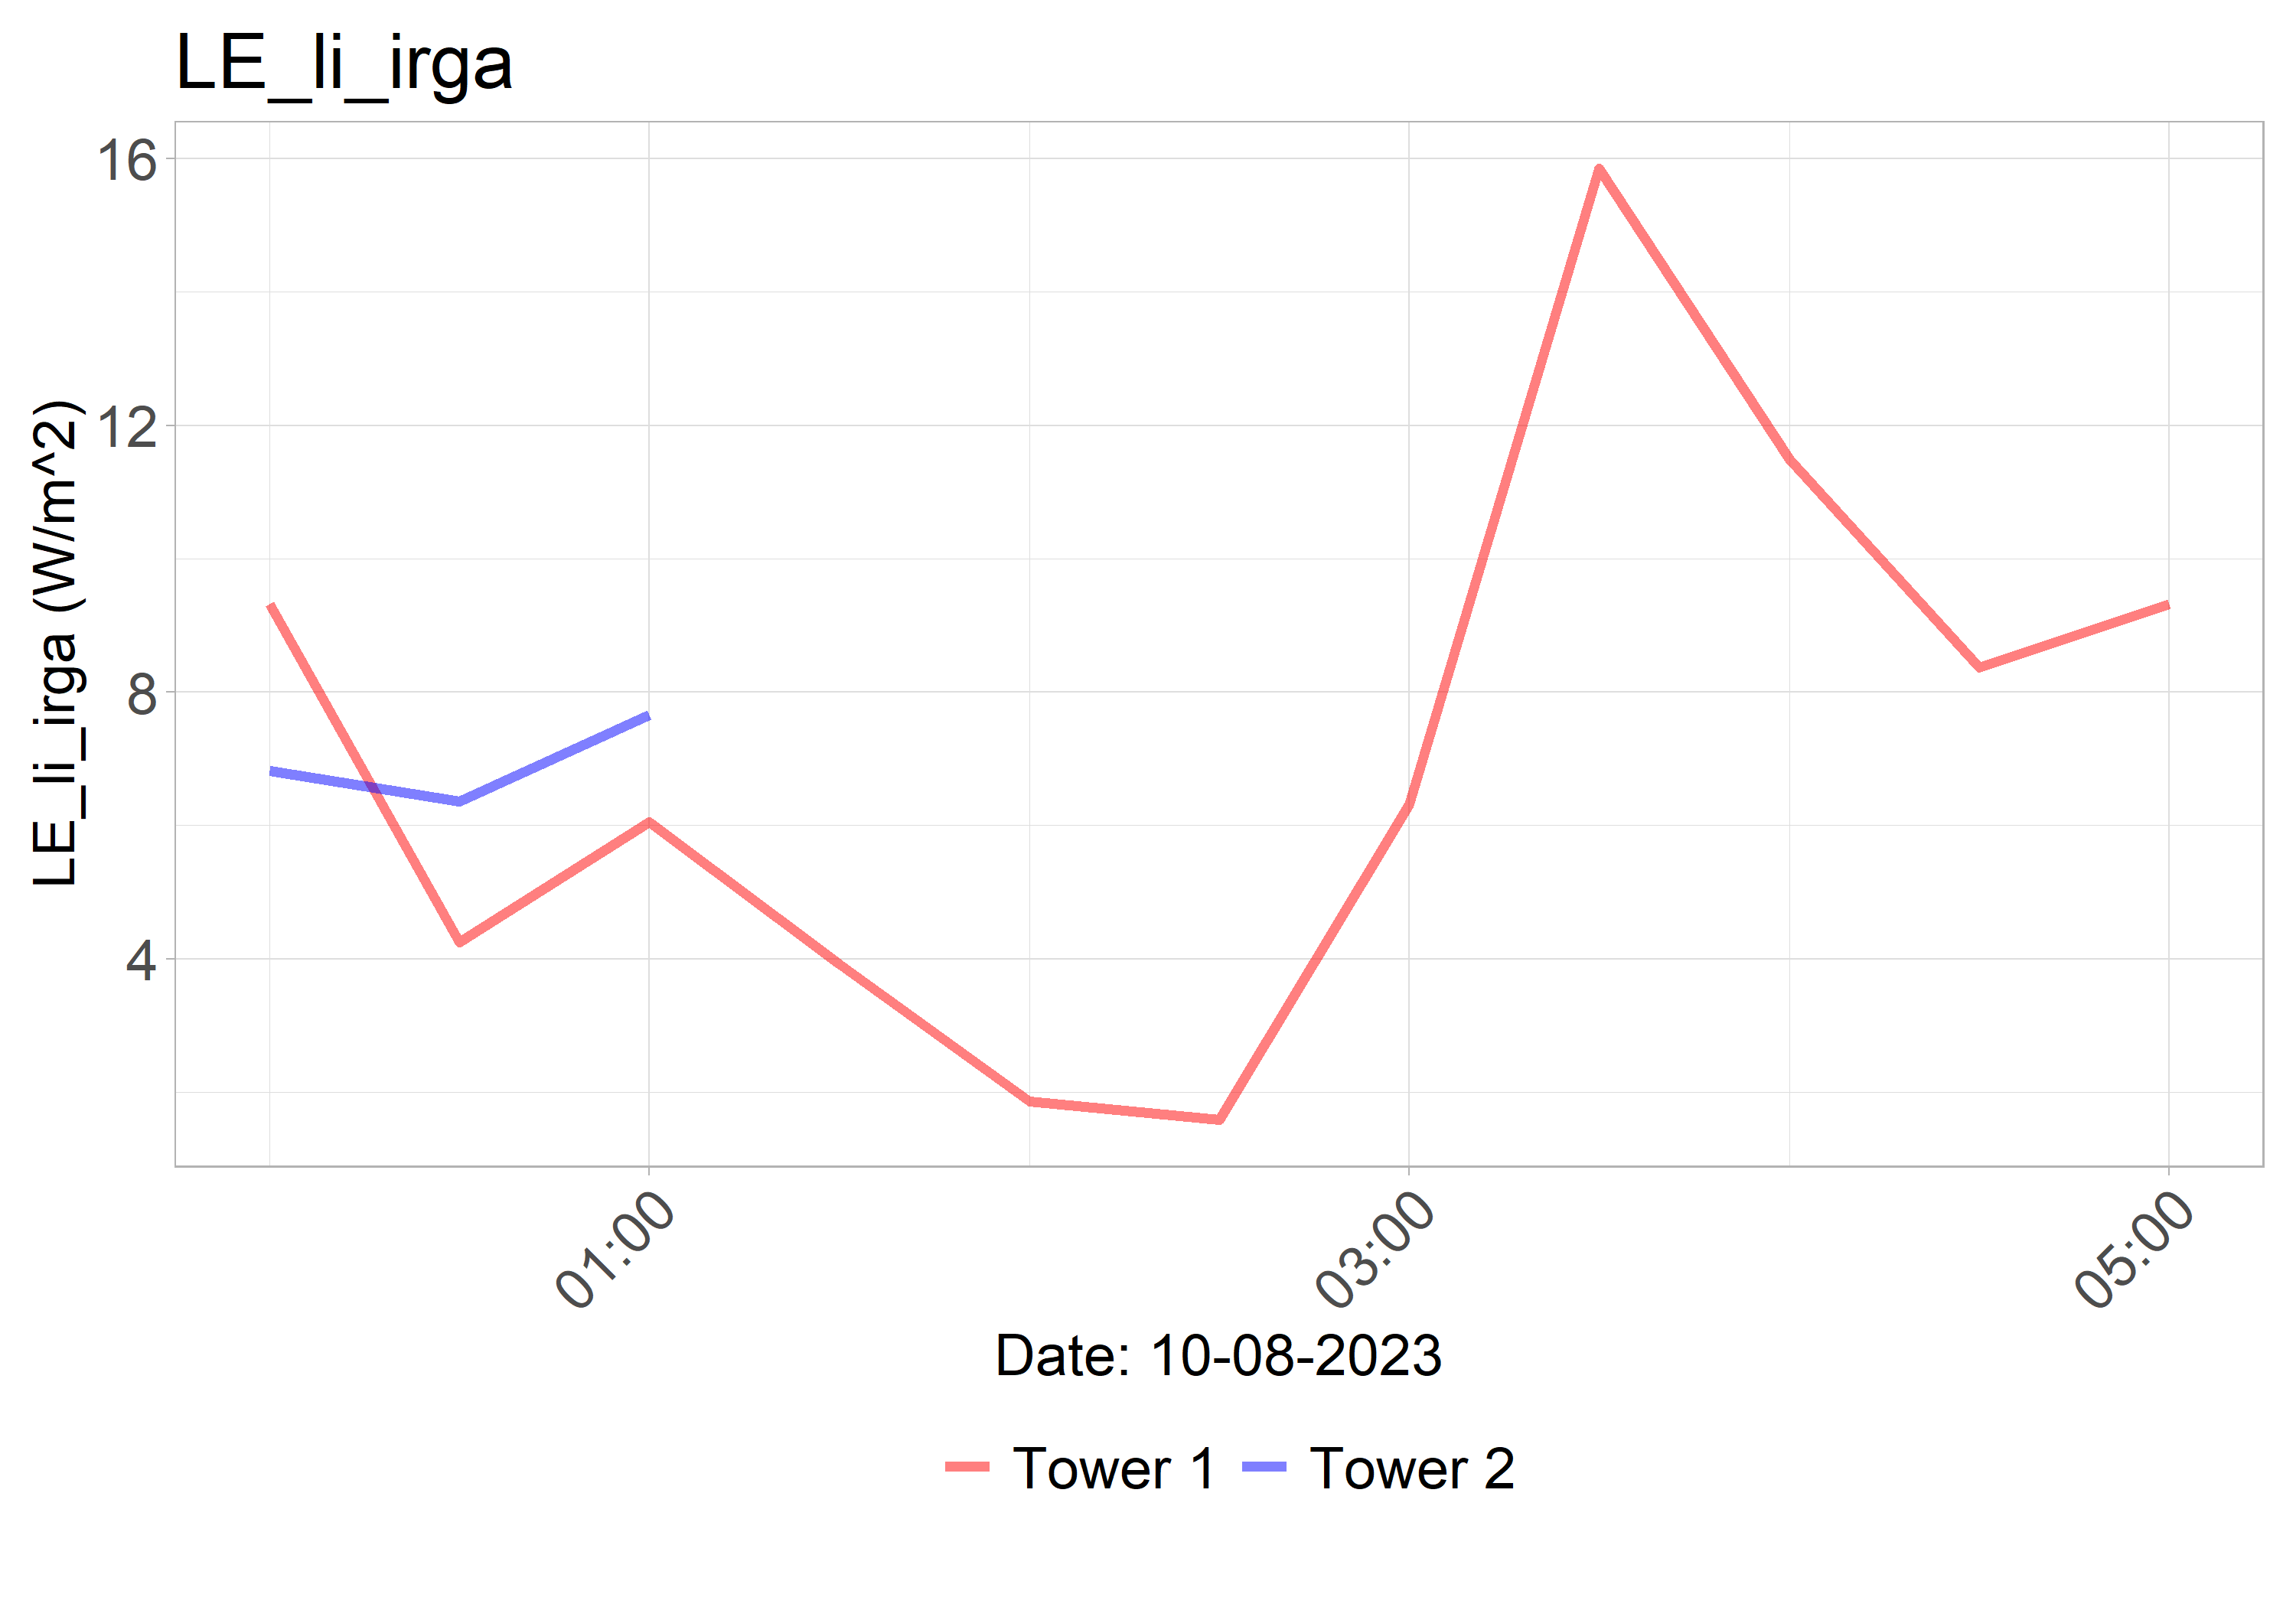 LE_li_irga
LE_li_irga (W/m^2)
16
12
8
4
01:00
03:00
05:00
Date: 10-08-2023
Tower 1
Tower 2